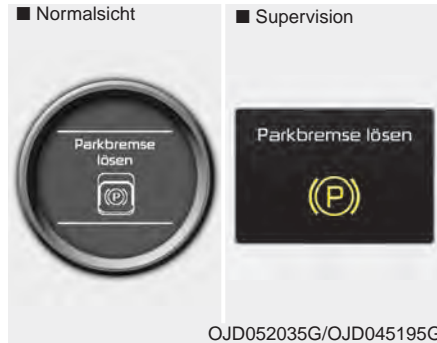 ■ Normalsicht
Parkbremse
lösen
(P)
■ Supervision
Parkbremse lösen
(P)
OJD052035G/OJD045195G